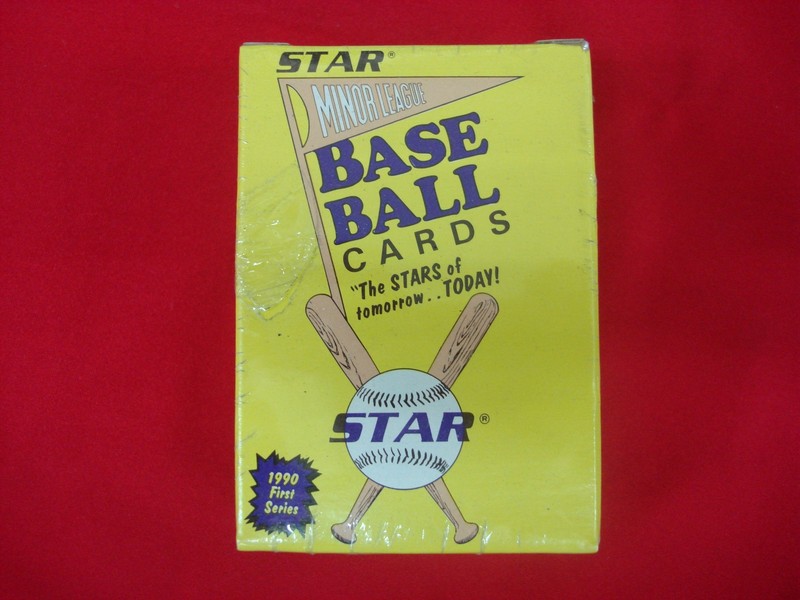 STAR®
MINOR LEAGUE
BASE
BALL
CARDS
"The STARS of
tomorrow..TODAY!
STAR®
1990
First
Series